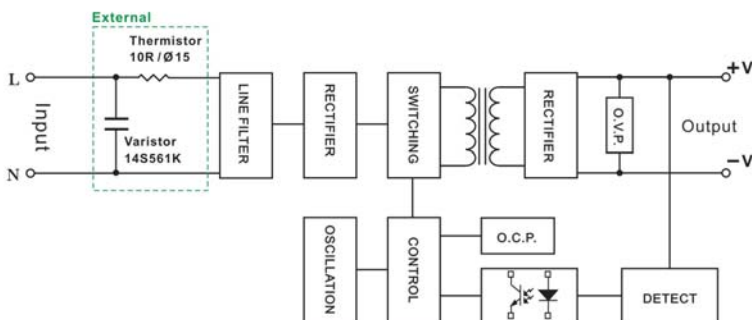 External
Thermistor
10R/Ø15
L
Input
N
Varistor
14S561K
LINE FILTER
RECTIFIER
SWITCHING
RECTIFIER
O.V.P.
+V
Output
-V
OSCILLATION
CONTROL
O.C.P.
DETECT